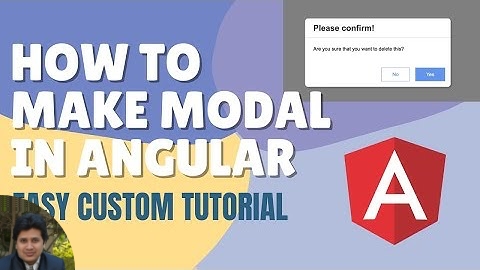 HOW TO
MAKE MODAL
IN ANGULAR
EASY CUSTOM TUTORIAL
Please confirm!
Are you sure that you want to delete this?
No
Yes
A